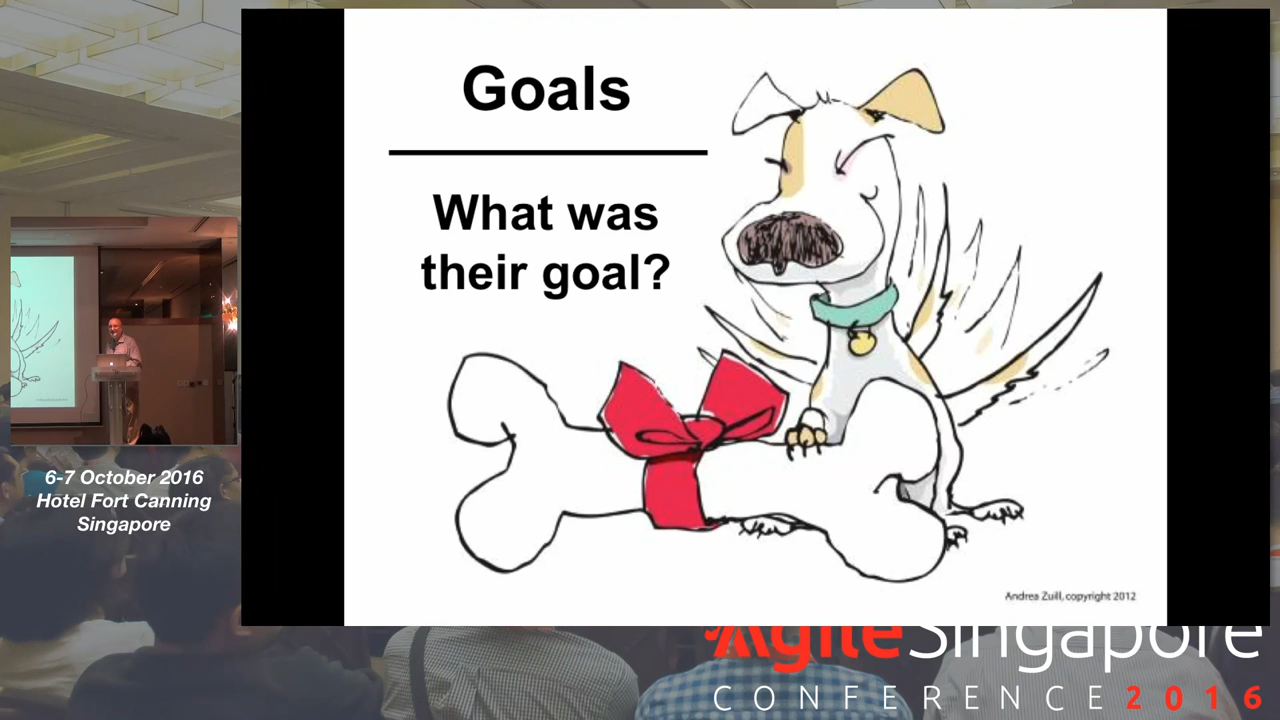 Goals
What was
their goal?
Andrea Zuill, copyright 2012
6-7 October 2016
Hotel Fort Canning
Singapore
AgileSingapore
CONFERENCE 2016